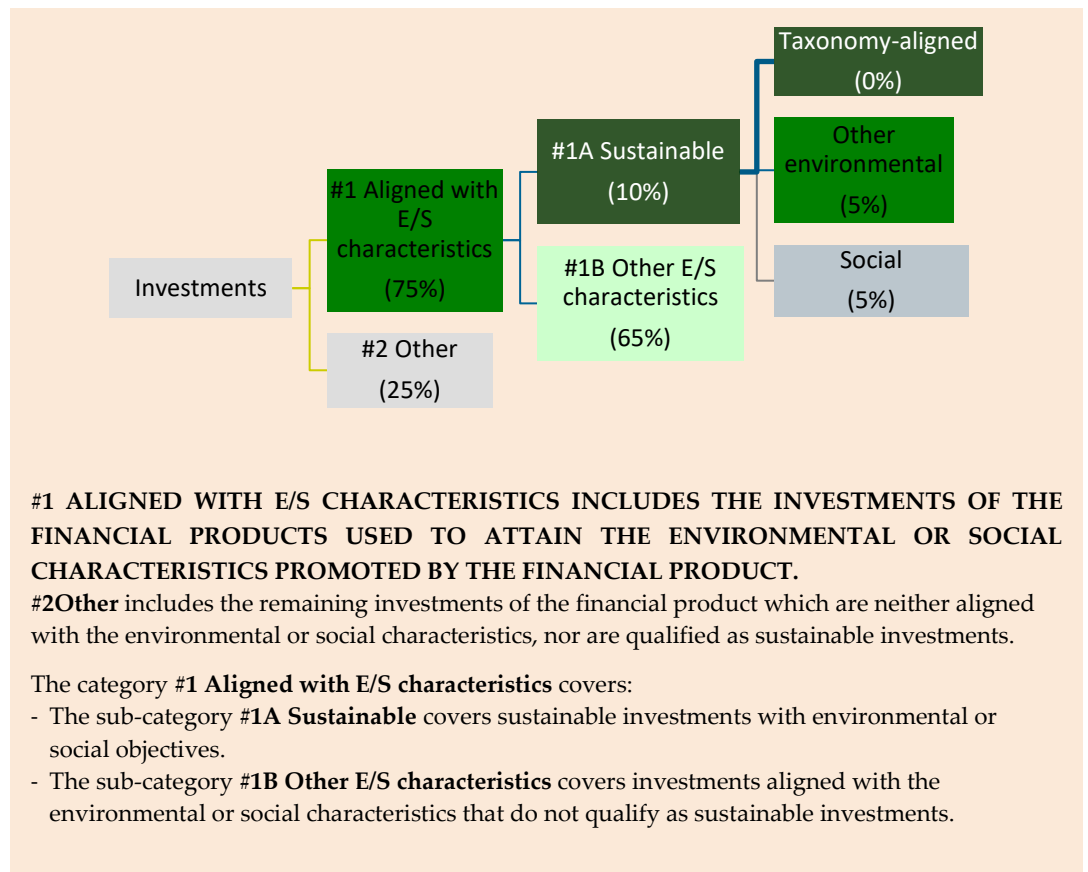 Taxonomy-aligned
(0%)
#1A Sustainable
(10%)
Other
environmental
(5%)
#1 Aligned with
E/S
characteristics
(75%)
#1B Other E/S
characteristics
(65%)
Social
(5%)
Investments
#2 Other
(25%)
#1 ALIGNED WITH E/S CHARACTERISTICS INCLUDES THE INVESTMENTS OF THE
FINANCIAL PRODUCTS USED TO ATTAIN THE ENVIRONMENTAL OR SOCIAL
CHARACTERISTICS PROMOTED BY THE FINANCIAL PRODUCT.
#2Other includes the remaining investments of the financial product which are neither aligned
with the environmental or social characteristics, nor are qualified as sustainable investments.
The category #1 Aligned with E/S characteristics covers:
- The sub-category #1A Sustainable covers sustainable investments with environmental or
social objectives.
- The sub-category #1B Other E/S characteristics covers investments aligned with the
environmental or social characteristics that do not qualify as sustainable investments.